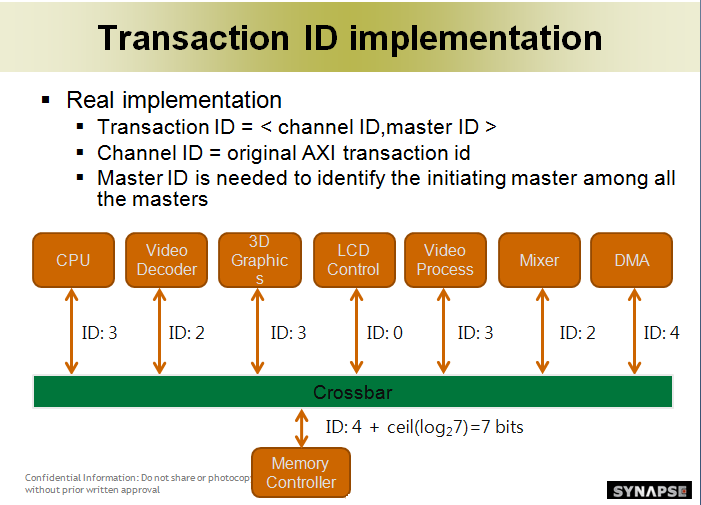 Transaction ID implementation
Real implementation
Transaction ID = < channel ID,master ID >
Channel ID = original AXI transaction id
Master ID is needed to identify the initiating master among all
the masters
CPU
Video
Decoder
3D
Graphic
s
LCD
Control
Video
Process
Mixer
DMA
ID: 3
ID: 2
ID: 3
ID: 0
ID: 3
ID: 2
ID: 4
Crossbar
ID: 4 + ceil(log₂7)=7 bits
Memory
Controller
Confidential Information: Do not share or photocop
without prior written approval
SYNAPSE